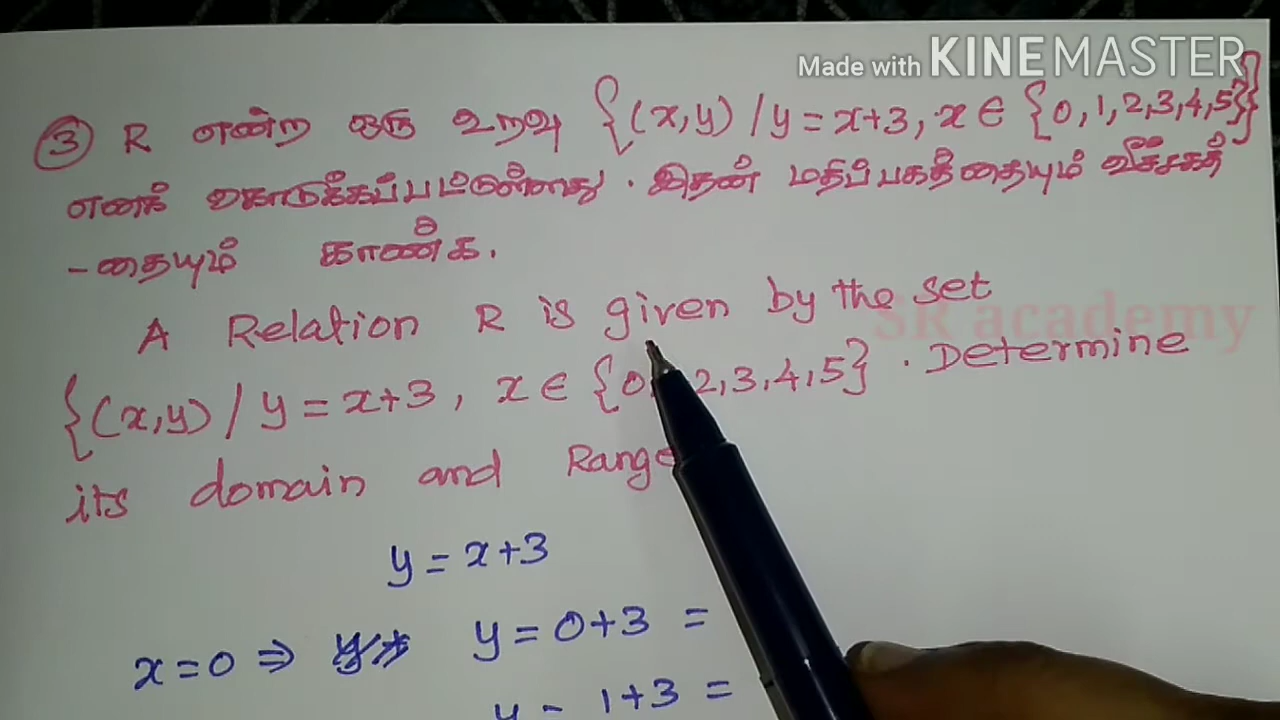 Made with KINEMASTER
③ R என்ற ஒரு உறவு {(x,y) / y = x+3, x ∈ {0,1,2,3,4,5}}
எனக் கொடுக்கப்பட்டுள்ளது. இதன் மதிப்பகத்தையும் வீச்சகத்
-தையும் காண்க.
A Relation R is given by the set
SR academy
{(x,y) / y = x+3, x ∈ {0, 2,3,4,5} . Determine
its domain and Range
y = x+3
x=0 ⇒ y = 0+3 =
y = 1+3 =